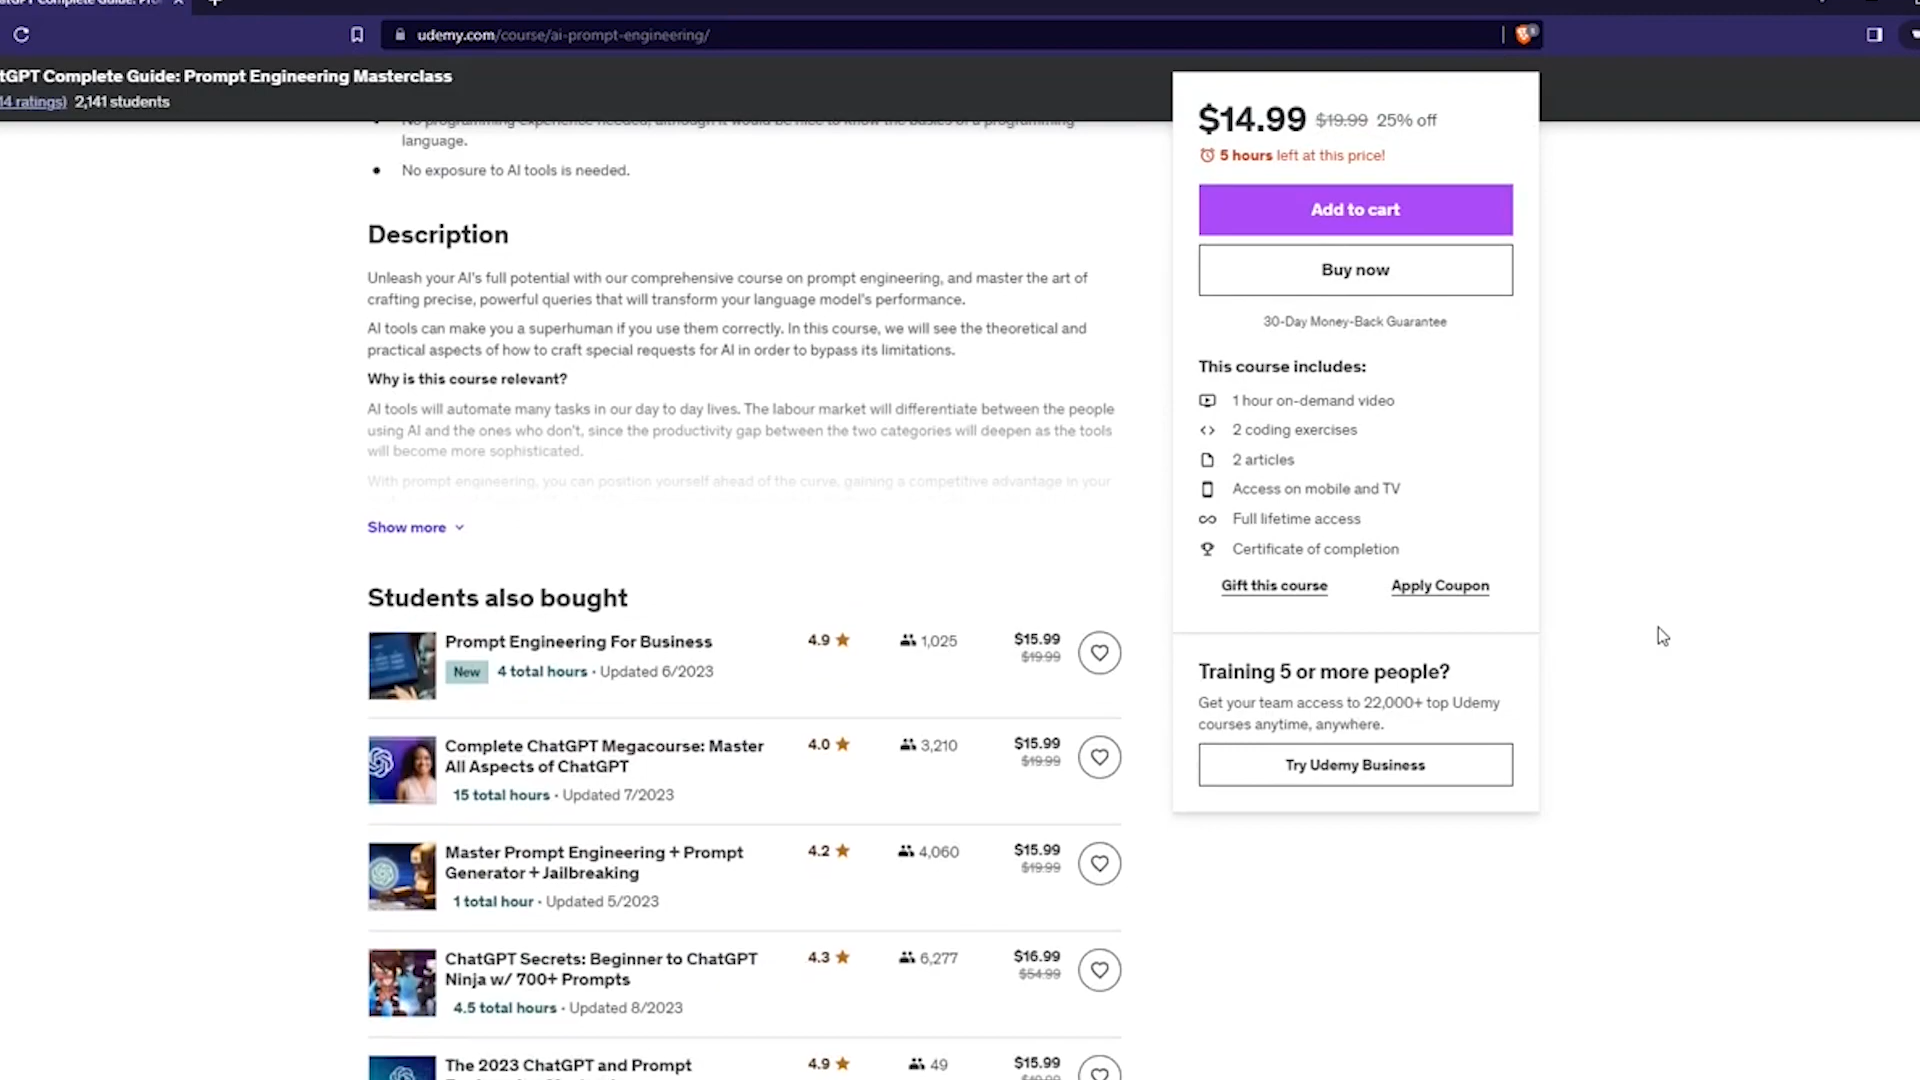 udemy.com/course/ai-prompt-engineering/
tGPT Complete Guide: Prompt Engineering Masterclass
14 ratings) 2,141 students
No programming experience needed, although it would be nice to know the basics of a programming
language.
No exposure to AI tools is needed.
Description
Unleash your AI's full potential with our comprehensive course on prompt engineering, and master the art of
crafting precise, powerful queries that will transform your language model's performance.
AI tools can make you a superhuman if you use them correctly. In this course, we will see the theoretical and
practical aspects of how to craft special requests for AI in order to bypass its limitations.
Why is this course relevant?
AI tools will automate many tasks in our day to day lives. The labour market will differentiate between the people
using AI and the ones who don't, since the productivity gap between the two categories will deepen as the tools
will become more sophisticated.
With prompt engineering, you can position yourself ahead of the curve, gaining a competitive advantage in your
Show more
Students also bought
Prompt Engineering For Business
New 4 total hours · Updated 6/2023
4.9 1,025 $15.99
$19.99
Complete ChatGPT Megacourse: Master
All Aspects of ChatGPT
15 total hours · Updated 7/2023
4.0 3,210 $15.99
$19.99
Master Prompt Engineering + Prompt
Generator + Jailbreaking
1 total hour · Updated 5/2023
4.2 4,060 $15.99
$19.99
ChatGPT Secrets: Beginner to ChatGPT
Ninja w/ 700+ Prompts
4.5 total hours · Updated 8/2023
4.3 6,277 $16.99
$54.99
The 2023 ChatGPT and Prompt
4.9 49 $15.99
$14.99 $19.99 25% off
5 hours left at this price!
Add to cart
Buy now
30-Day Money-Back Guarantee
This course includes:
1 hour on-demand video
2 coding exercises
2 articles
Access on mobile and TV
Full lifetime access
Certificate of completion
Gift this course Apply Coupon
Training 5 or more people?
Get your team access to 22,000+ top Udemy
courses anytime, anywhere.
Try Udemy Business